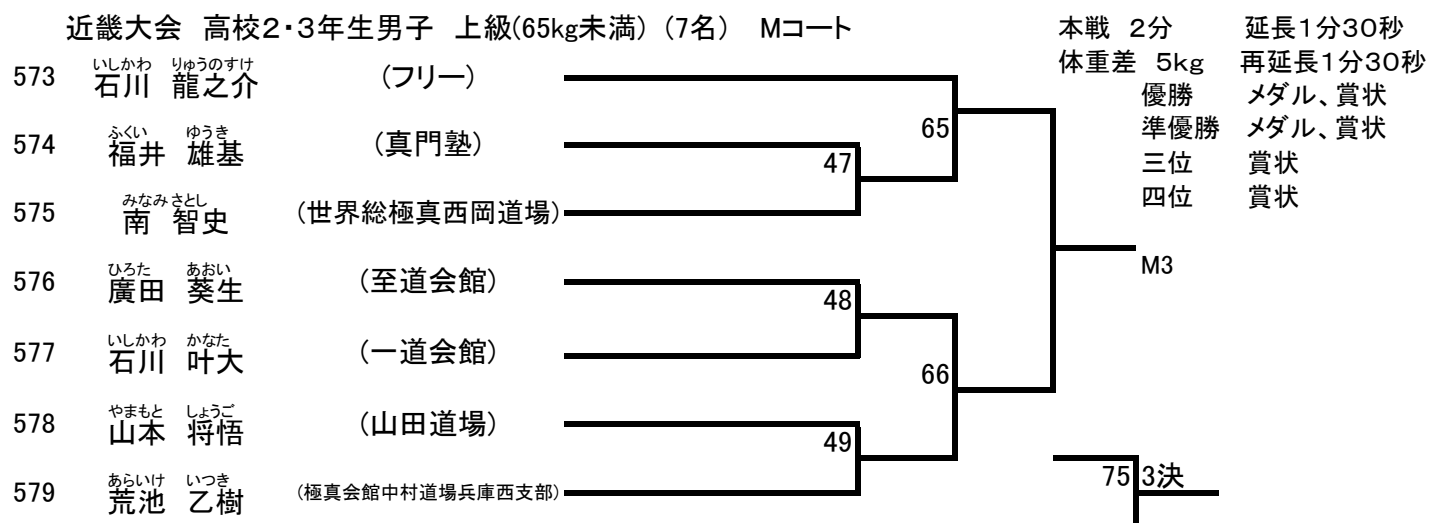 近畿大会 高校2・3年生男子 上級(65kg未満) (7名) Mコート
本戦 2分 延長1分30秒
体重差 5kg 再延長1分30秒
優勝 メダル、賞状
準優勝 メダル、賞状
三位 賞状
四位 賞状
いしかわ りゅうのすけ
573 石川 龍之介 (フリー)
65
ふくい ゆうき
574 福井 雄基 (真門塾)
47
みなみ さとし
575 南 智史 (世界総極真西岡道場)
M3
ひろた あおい
576 廣田 葵生 (至道会館)
48
いしかわ かなた
577 石川 叶大 (一道会館)
66
やまもと しょうご
578 山本 将悟 (山田道場)
49
75 3決
あらいけ いつき
579 荒池 乙樹 (極真会館中村道場兵庫西支部)